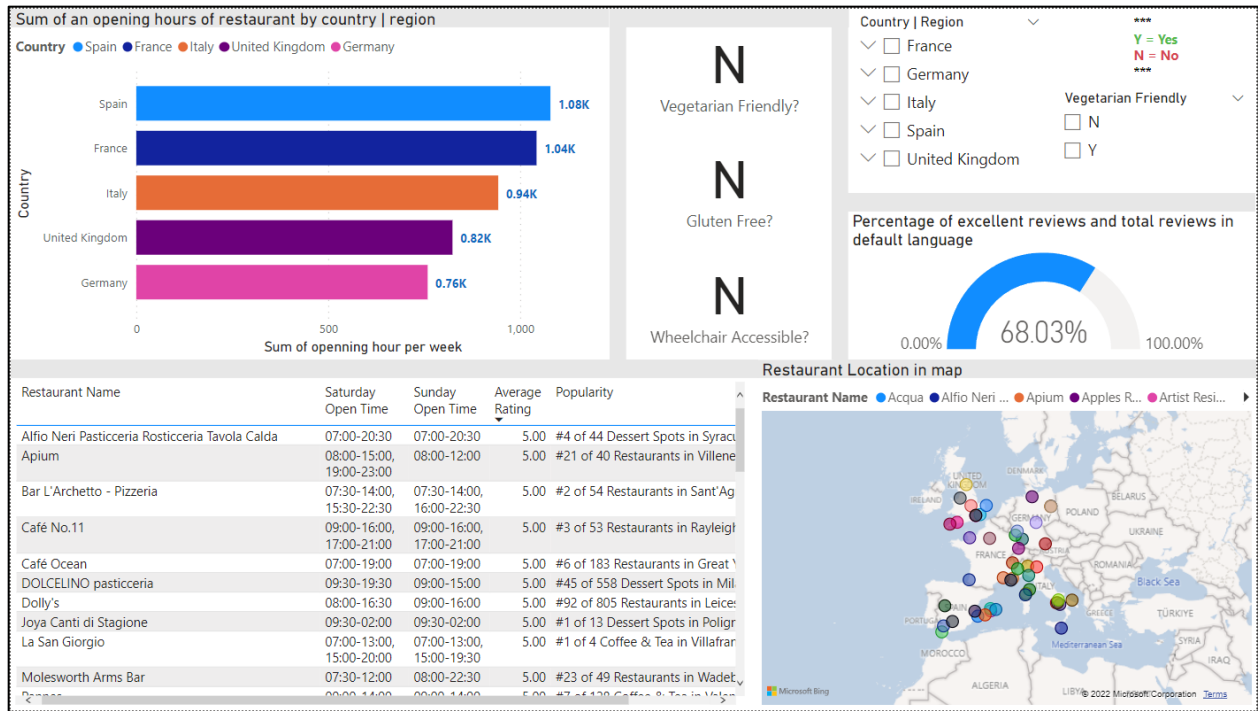 Sum of an opening hours of restaurant by country | region
Country Spain France Italy United Kingdom Germany
Country
Spain 1.08K
France 1.04K
Italy 0.94K
United Kingdom 0.82K
Germany 0.76K
0 500 1,000
Sum of openning hour per week
N
Vegetarian Friendly?
N
Gluten Free?
N
Wheelchair Accessible?
Country | Region
France
Germany
Italy
Spain
United Kingdom
***
Y = Yes
N = No
***
Vegetarian Friendly
N
Y
Percentage of excellent reviews and total reviews in
default language
68.03%
0.00% 100.00%
Restaurant Name Saturday Sunday Average Popularity
Open Time Open Time Rating
Alfio Neri Pasticceria Rosticceria Tavola Calda 07:00-20:30 07:00-20:30 5.00 #4 of 44 Dessert Spots in Syracu
Apium 08:00-15:00, 08:00-12:00 5.00 #21 of 40 Restaurants in Villene
19:00-23:00
Bar L'Archetto - Pizzeria 07:30-14:00, 07:30-14:00, 5.00 #2 of 54 Restaurants in Sant'Ag
15:30-22:30 16:00-22:30
Café No.11 09:00-16:00, 09:00-16:00, 5.00 #3 of 53 Restaurants in Rayleigh
17:00-21:00 17:00-21:00
Café Ocean 07:00-19:00 07:00-19:00 5.00 #6 of 183 Restaurants in Great
DOLCELINO pasticceria 09:30-19:30 09:00-15:00 5.00 #45 of 558 Dessert Spots in Mil
Dolly's 08:00-16:30 09:00-16:00 5.00 #92 of 805 Restaurants in Leices
Joya Canti di Stagione 09:30-02:00 09:30-02:00 5.00 #1 of 13 Dessert Spots in Polign
La San Giorgio 07:00-13:00, 07:00-13:00, 5.00 #1 of 4 Coffee & Tea in Villafran
15:00-20:00 15:00-19:30
Molesworth Arms Bar 07:30-12:00 08:00-22:30 5.00 #23 of 49 Restaurants in Wadeb
Restaurant Location in map
Restaurant Name Acqua Alfio Neri ... Apium Apples R... Artist Resi...
UNITED
KINGDOM
DENMARK
IRELAND
BELARUS
POLAND
GERMANY
UKRAINE
FRANCE
AUSTRIA
ROMANIA
ITALY
Black Sea
SPAIN
PORTUGAL
GREECE
TÜRKIYE
Mediterranean Sea
SYRIA
MOROCCO
IRAQ
ALGERIA
LIBYA
Microsoft Bing
© 2022 Microsoft Corporation Terms